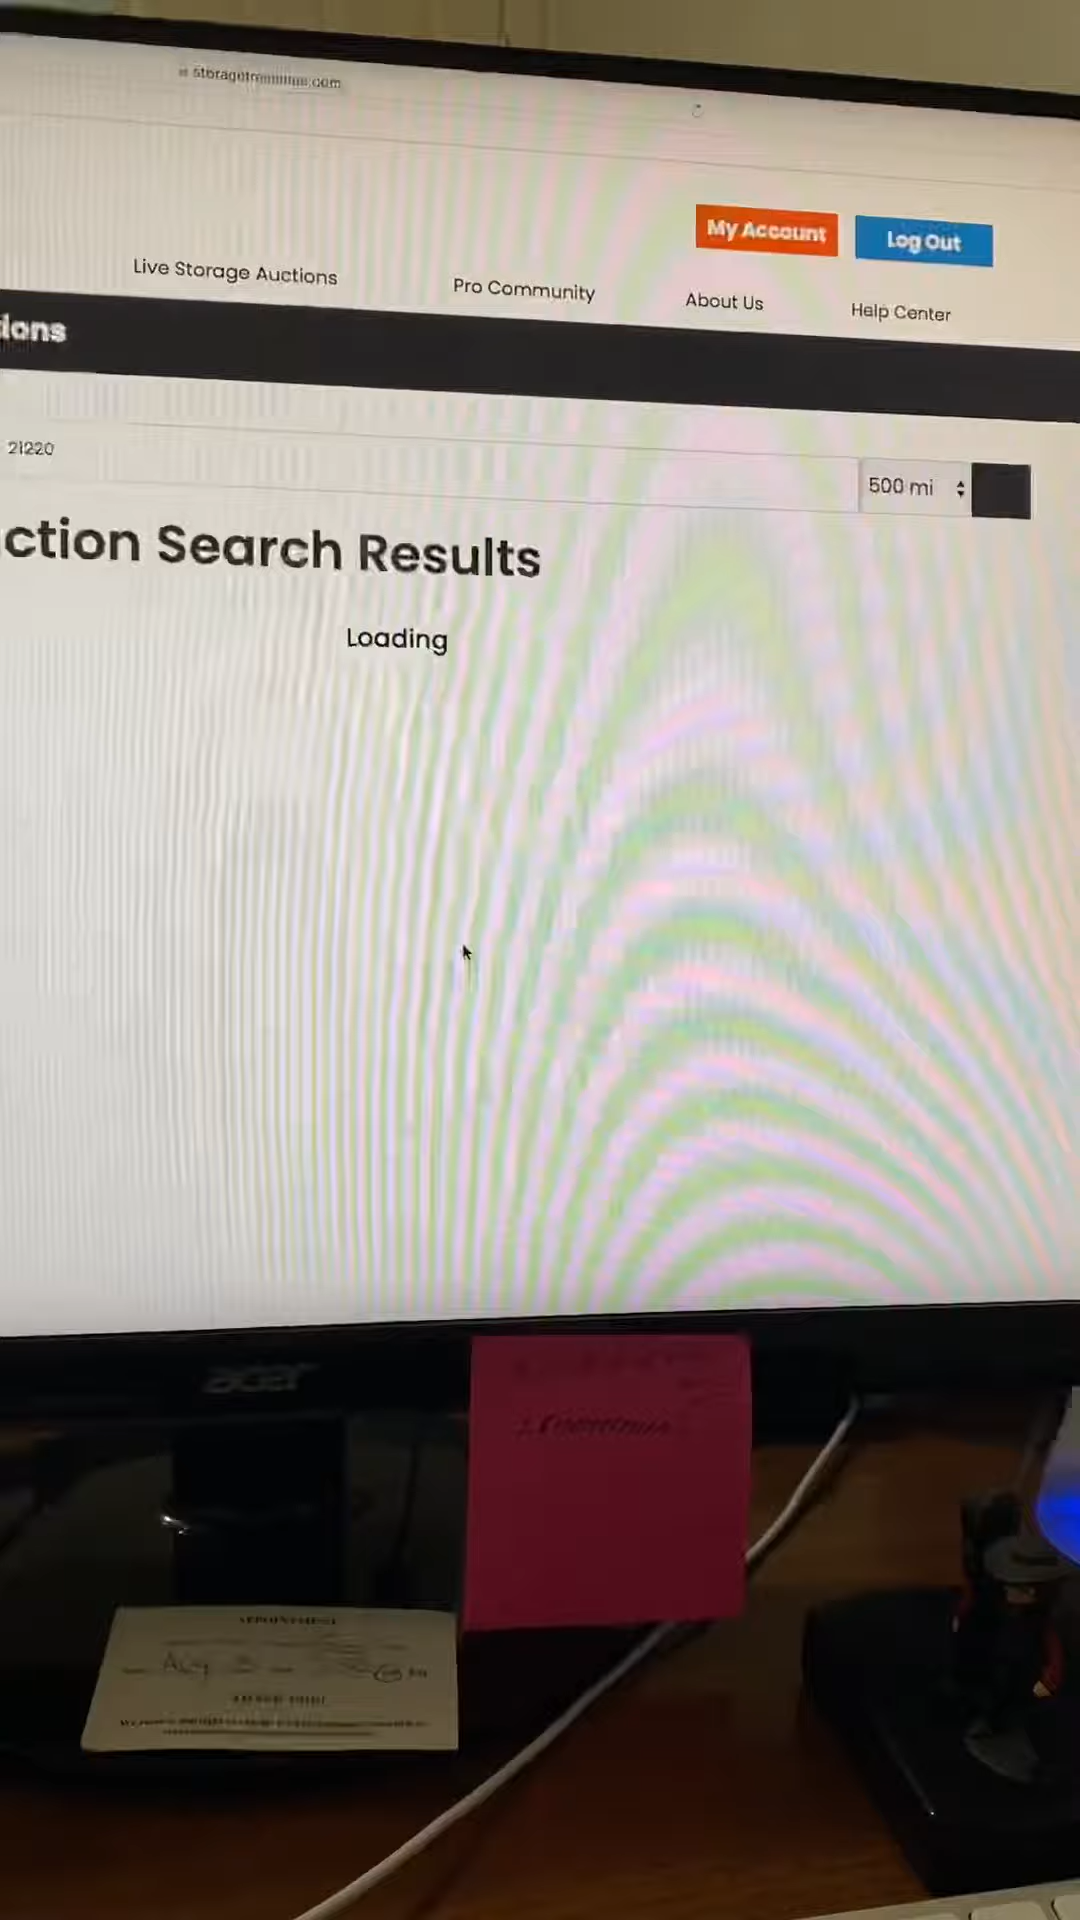 My Account
Log Out
Live Storage Auctions
Pro Community
About Us
Help Center
ions
21220
500 mi
ction Search Results
Loading
acer
APPOINTMENT